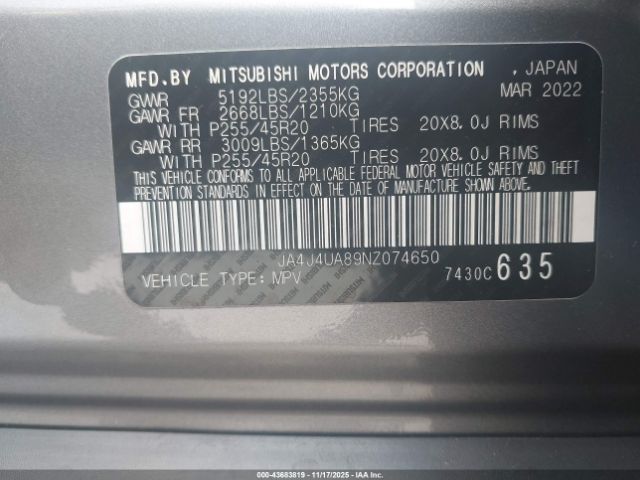 MFD.BY MITSUBISHI MOTORS CORPORATION , JAPAN
GVWR 5192LBS/2355KG MAR 2022
GAWR FR 2668LBS/1210KG
WITH P255/45R20 TIRES 20X8.0J RIMS
GAWR RR 3009LBS/1365KG
WITH P255/45R20 TIRES 20X8.0J RIMS
THIS VEHICLE CONFORMS TO ALL APPLICABLE FEDERAL MOTOR VEHICLE SAFETY AND THEFT
PREVENTION STANDARDS IN EFFECT ON THE DATE OF MANUFACTURE SHOWN ABOVE.
JA4J4UA89NZ074650
VEHICLE TYPE:MPV 7430C 635
000-43683819 - 11/17/2025 - IAA Inc.